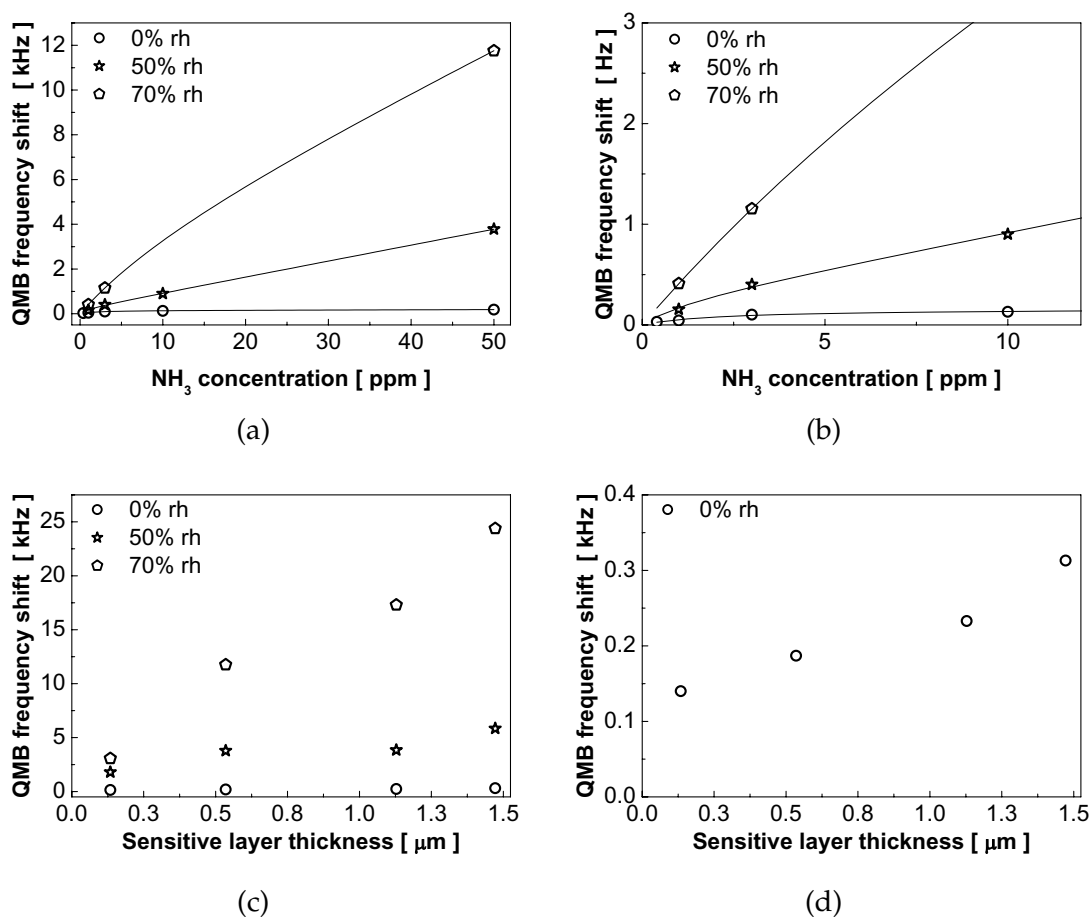 QMB frequency shift [ kHz ]
12
10
8
6
4
2
0
0% rh
50% rh
70% rh
0 10 20 30 40 50
NH₃ concentration [ ppm ]
(a)
QMB frequency shift [ Hz ]
3
2
1
0
0% rh
50% rh
70% rh
5 10
NH₃ concentration [ ppm ]
(b)
QMB frequency shift [ kHz ]
25
20
15
10
5
0
0% rh
50% rh
70% rh
0.0 0.3 0.5 0.8 1.0 1.3 1.5
Sensitive layer thickness [ μm ]
(c)
QMB frequency shift [ kHz ]
0.4
0.3
0.2
0.1
0.0
0% rh
0.0 0.3 0.5 0.8 1.0 1.3 1.5
Sensitive layer thickness [ μm ]
(d)